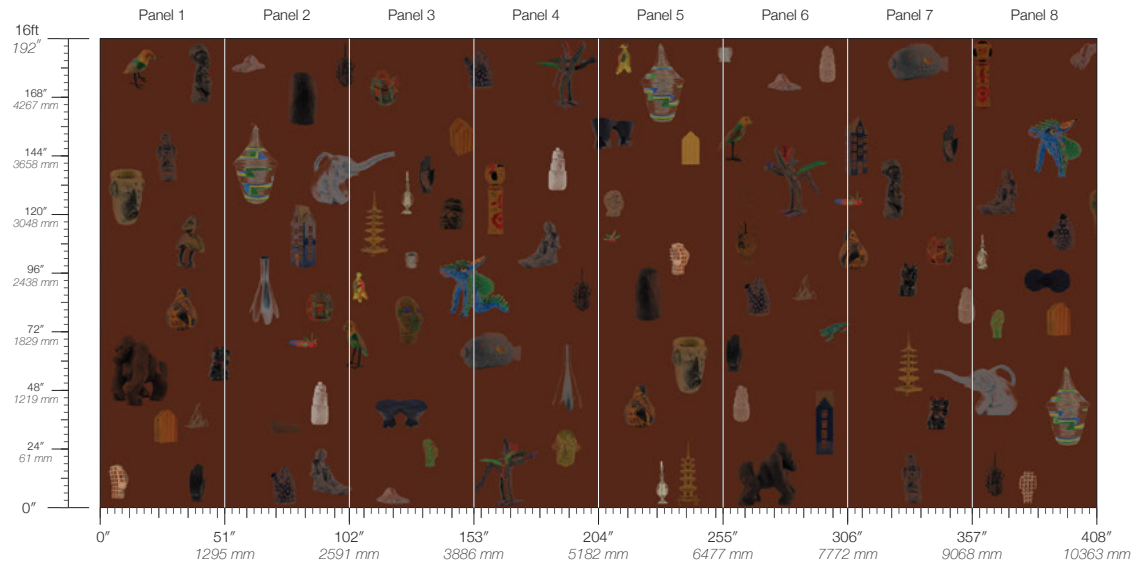 Panel 1 Panel 2 Panel 3 Panel 4 Panel 5 Panel 6 Panel 7 Panel 8
16ft
192"
168"
4267 mm
144"
3658 mm
120"
3048 mm
96"
2438 mm
72"
1829 mm
48"
1219 mm
24"
61 mm
0"
0" 51" 102" 153" 204" 255" 306" 357" 408"
1295 mm 2591 mm 3886 mm 5182 mm 6477 mm 7772 mm 9068 mm 10363 mm